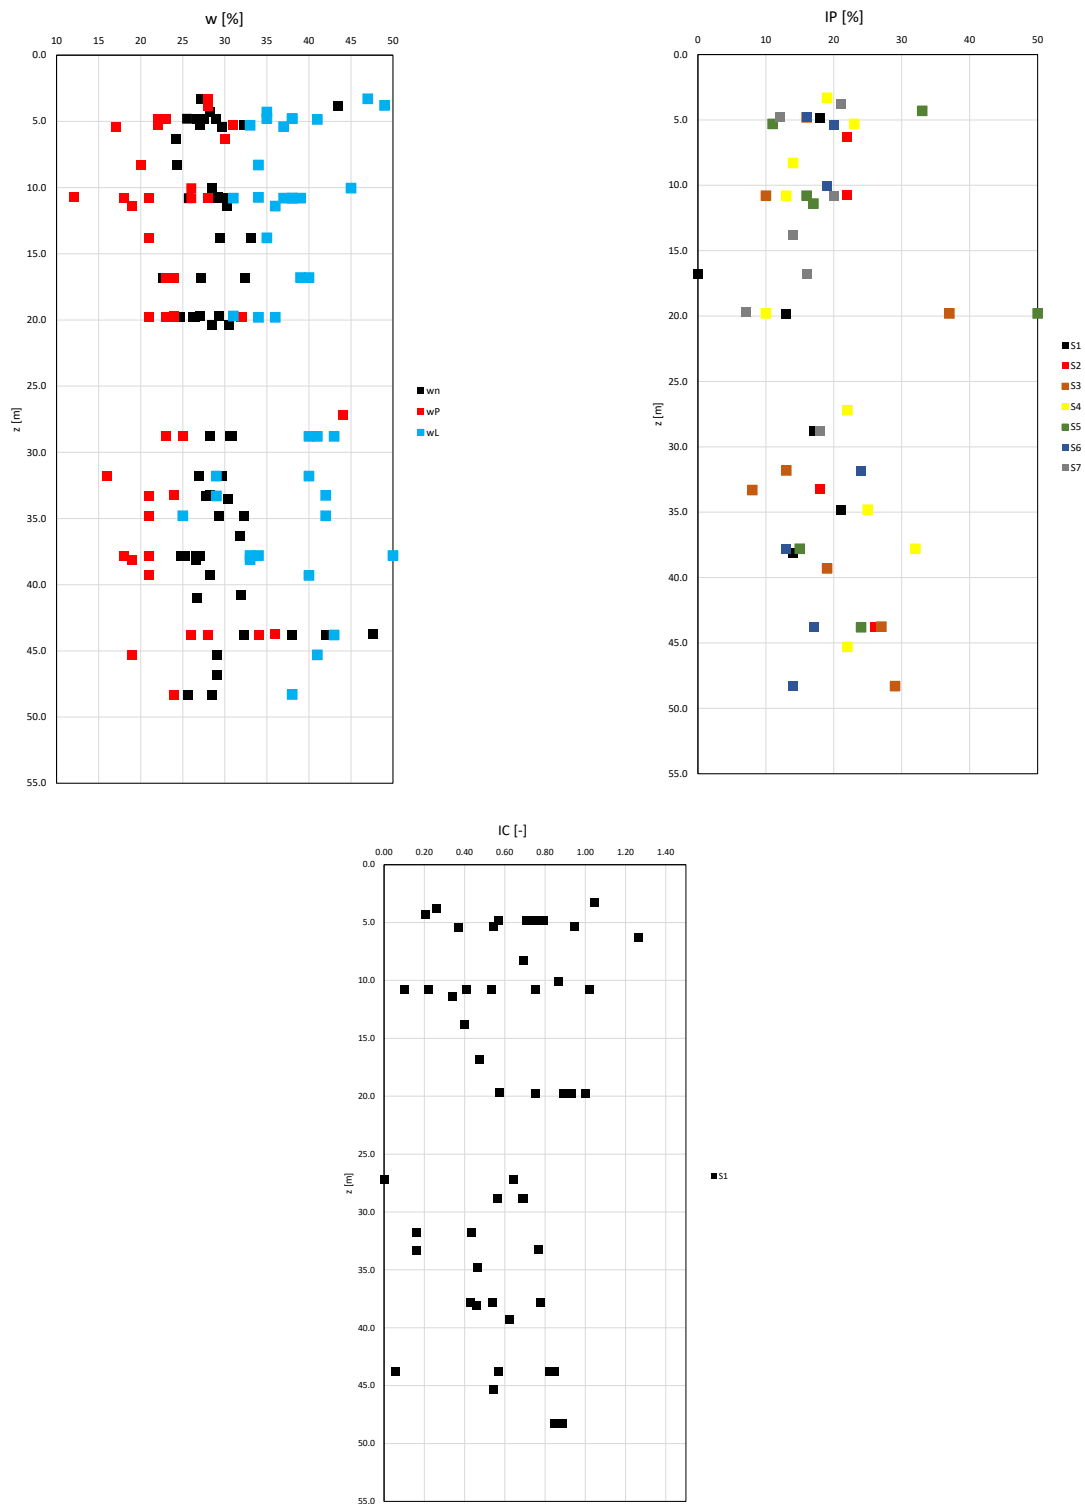 w [%]
10 15 20 25 30 35 40 45 50
0.0
5.0
10.0
15.0
20.0
25.0
30.0
35.0
40.0
45.0
50.0
55.0
z [m]
wn
wP
wL
IP [%]
0 10 20 30 40 50
0.0
5.0
10.0
15.0
20.0
25.0
30.0
35.0
40.0
45.0
50.0
55.0
z [m]
S1
S2
S3
S4
S5
S6
S7
IC [-]
0.00 0.20 0.40 0.60 0.80 1.00 1.20 1.40
0.0
5.0
10.0
15.0
20.0
25.0
30.0
35.0
40.0
45.0
50.0
55.0
z [m]
S1